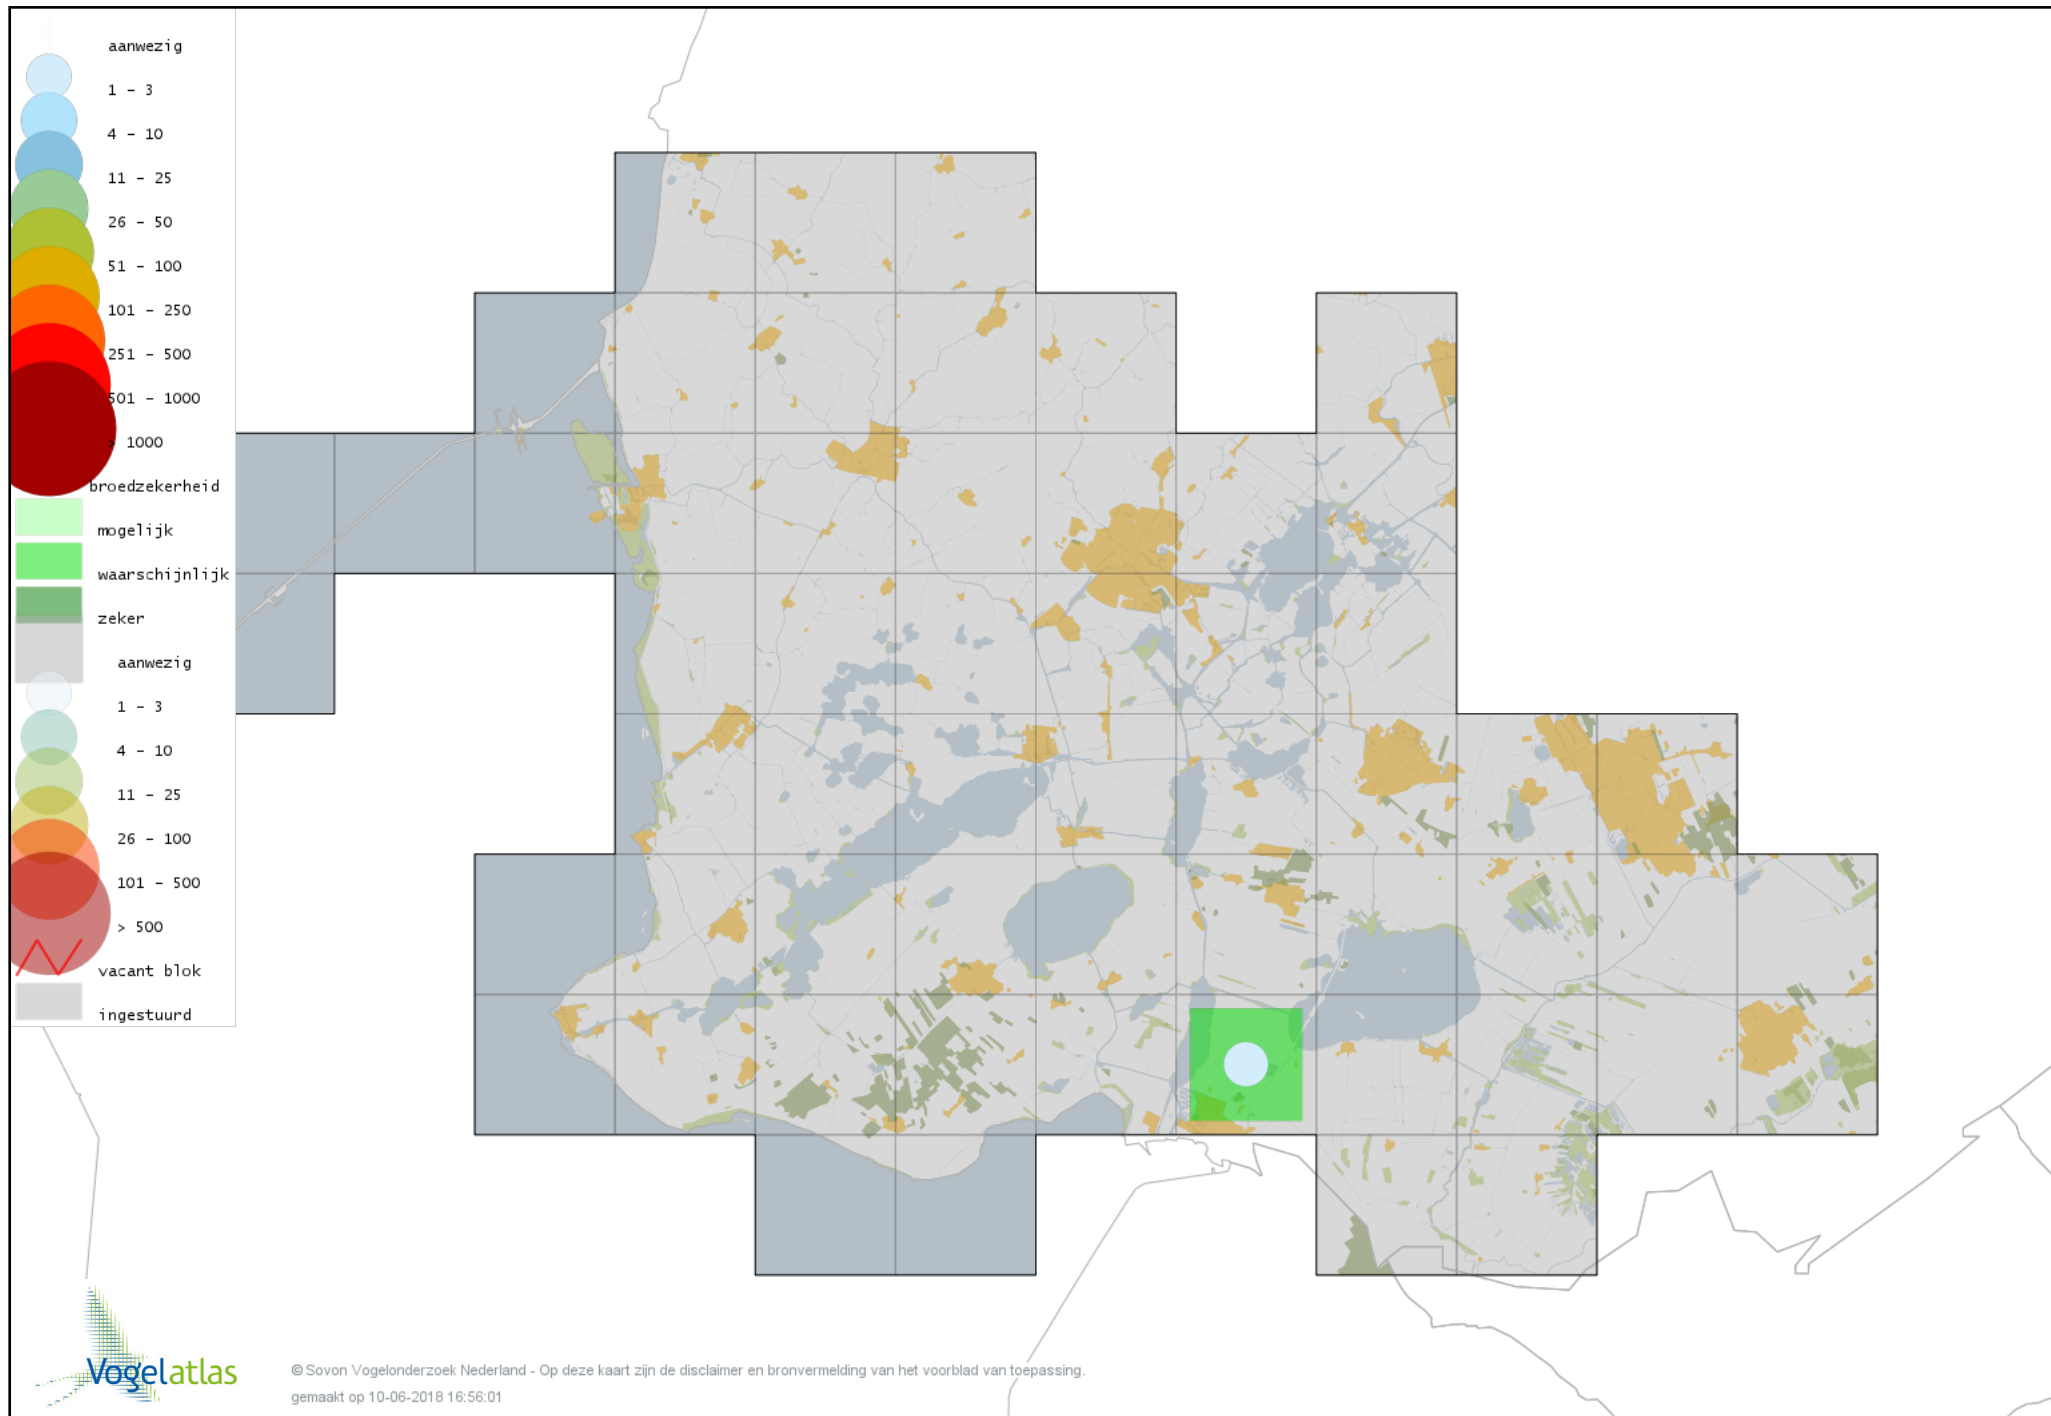 aanwezig
1 - 3
4 - 10
11 - 25
26 - 50
51 - 100
101 - 250
251 - 500
501 - 1000
> 1000
broedzekerheid
mogelijk
waarschijnlijk
zeker
aanwezig
1 - 3
4 - 10
11 - 25
26 - 100
101 - 500
> 500
vacant blok
ingestuurd
Vogelatlas
© Sovon Vogelonderzoek Nederland - Op deze kaart zijn de disclaimer en bronvermelding van het voorblad van toepassing.
gemaakt op 10-06-2018 16:56:01